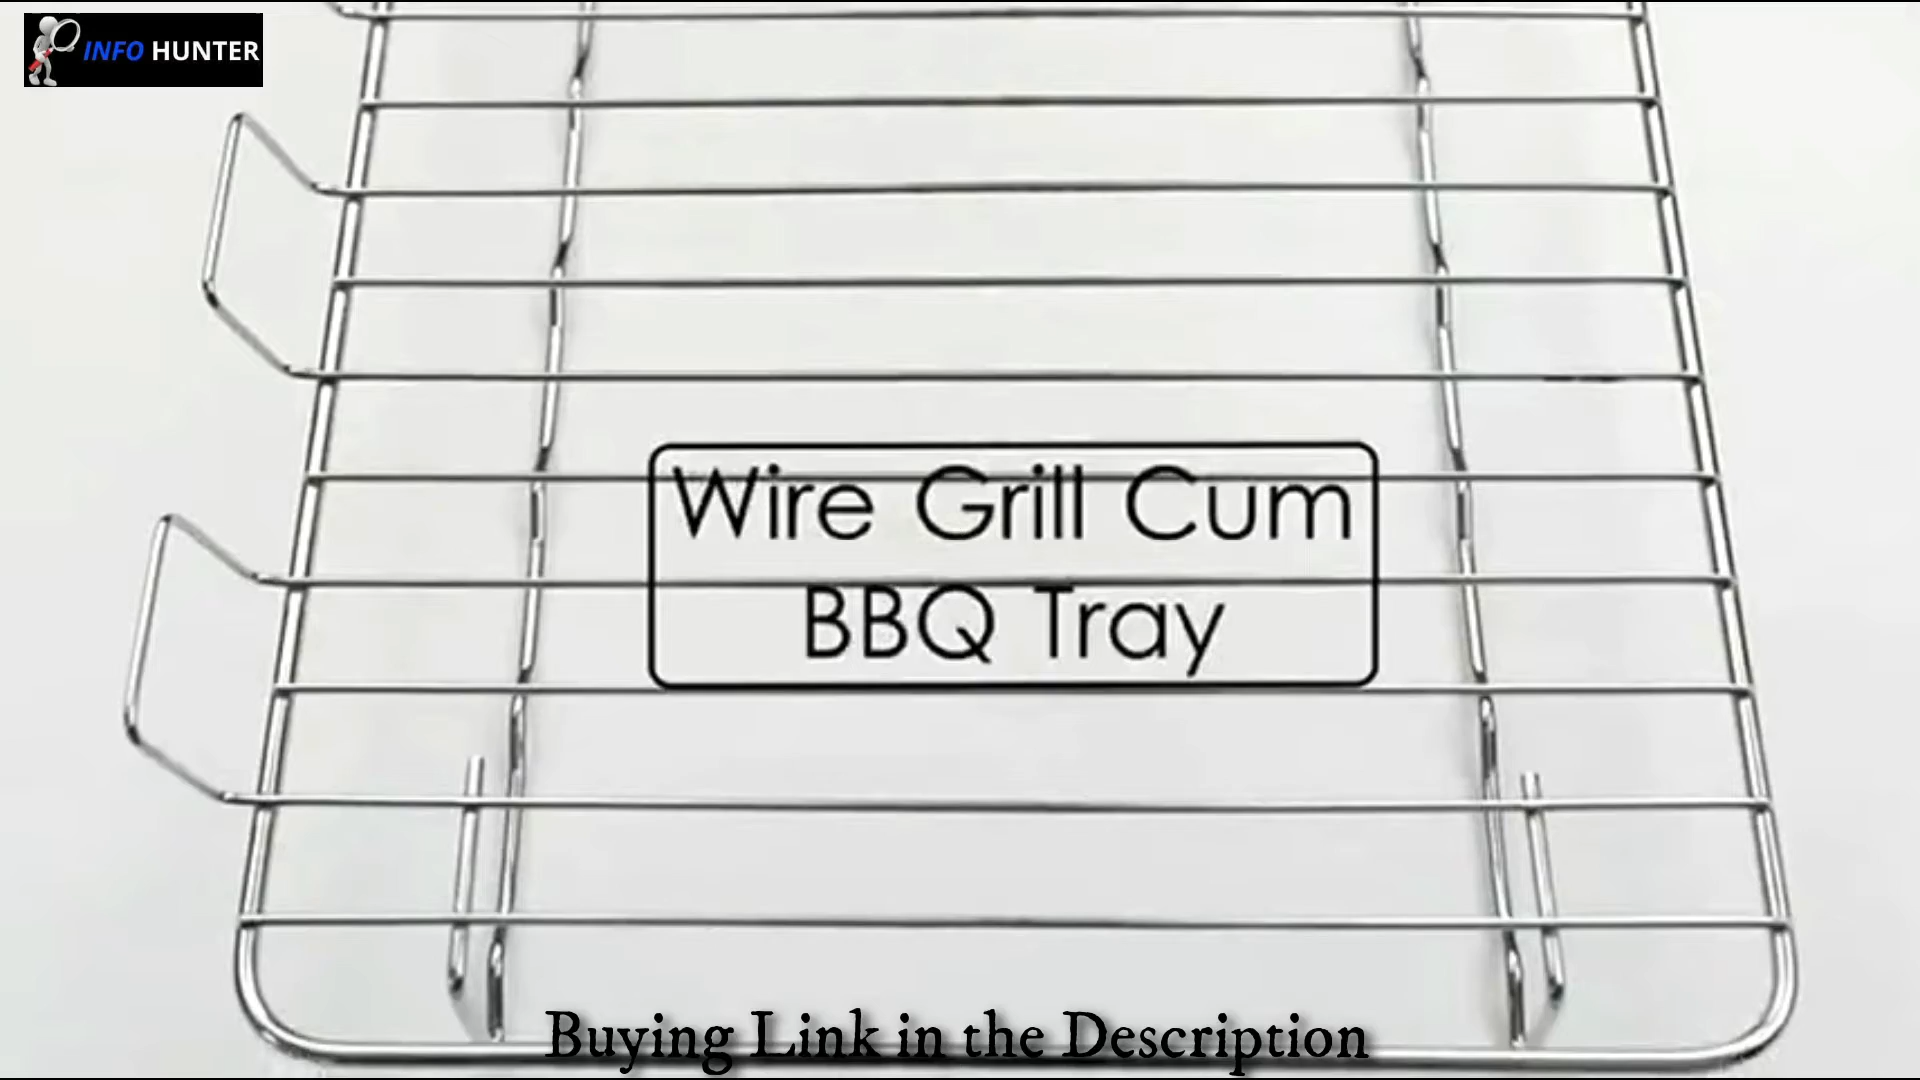 INFO HUNTER
Wire Grill Cum
BBQ Tray
Buying Link in the Description